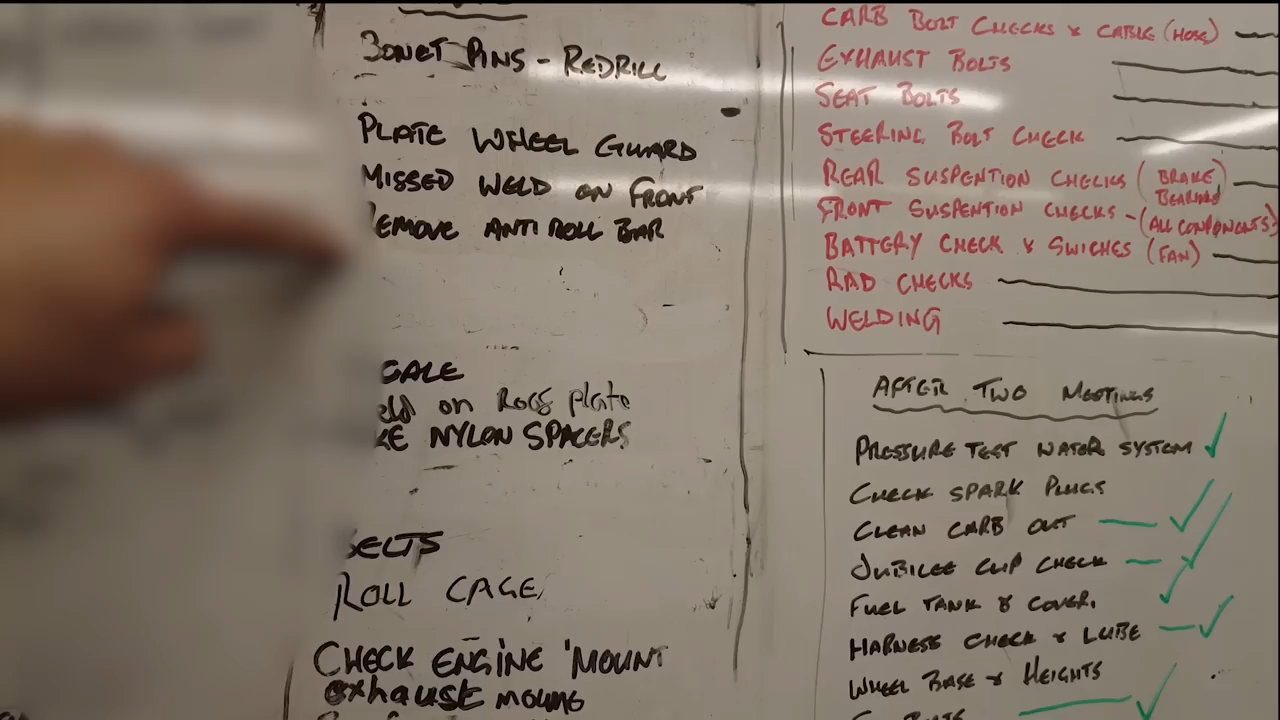 BONET PINS - REDRILL
PLATE WHEEL GUARD
MISSED WELD ON FRONT
REMOVE ANTI ROLL BAR
on ROOF plate
NYLON SPACERS
BELTS
ROLL CAGE
CHECK ENGINE MOUNT
exhaust
CARB BOLT CHECKS & CABLE (HOSE)
EXHAUST BOLTS
SEAT BOLTS
STEERING BOLT CHECK
REAR SUSPENTION CHECKS (BRAKE BEARING)
FRONT SUSPENTION CHECKS - (ALL COMPONENTS)
BATTERY CHECK & SWICHES (FAN)
RAD CHECKS
WELDING
AFTER TWO MEETINGS
PRESSURE TEST WATER SYSTEM ✓
CHECK SPARK PLUGS
CLEAN CARB OUT — ✓
JUBILEE CLIP CHECK — ✓
FUEL TANK & COVER. ✓
HARNESS CHECK & LUBE — ✓
WHEEL BASE & HEIGHTS